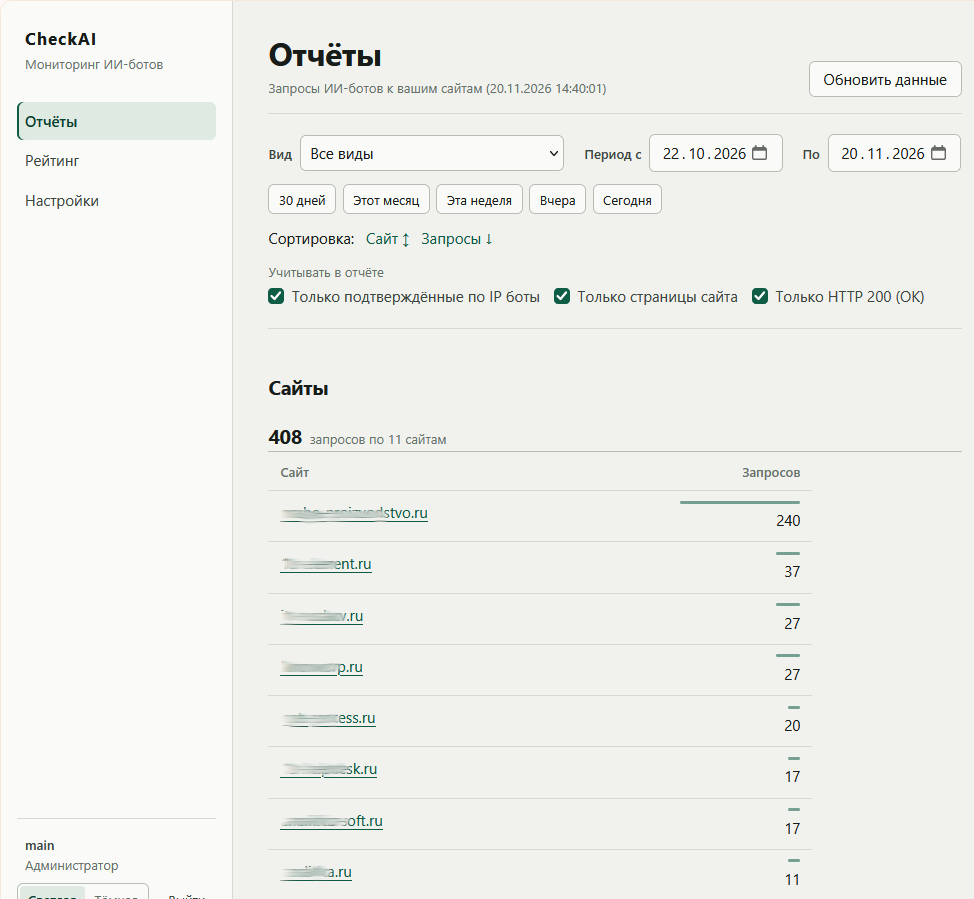 CheckAI
Мониторинг ИИ-ботов
Отчёты
Рейтинг
Настройки
main
Администратор
Светлая Тёмная Выйти
Отчёты
Запросы ИИ-ботов к вашим сайтам (20.11.2026 14:40:01)
Обновить данные
Вид Все виды Период с 22.10.2026 По 20.11.2026
30 дней Этот месяц Эта неделя Вчера Сегодня
Сортировка: Сайт ↕ Запросы ↓
Учитывать в отчёте
Только подтверждённые по IP боты Только страницы сайта Только HTTP 200 (OK)
Сайты
408 запросов по 11 сайтам
Сайт Запросов
240
37
27
27
20
17
17
11